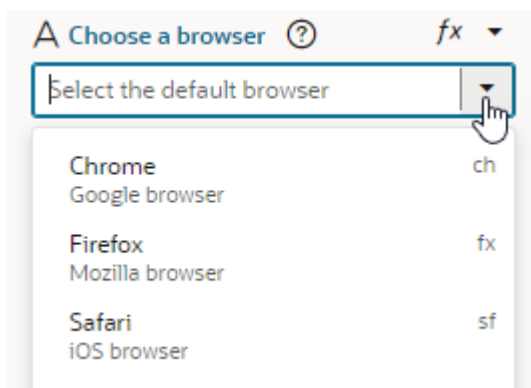 A Choose a browser ? fx
Select the default browser
Chrome ch
Google browser
Firefox fx
Mozilla browser
Safari sf
iOS browser